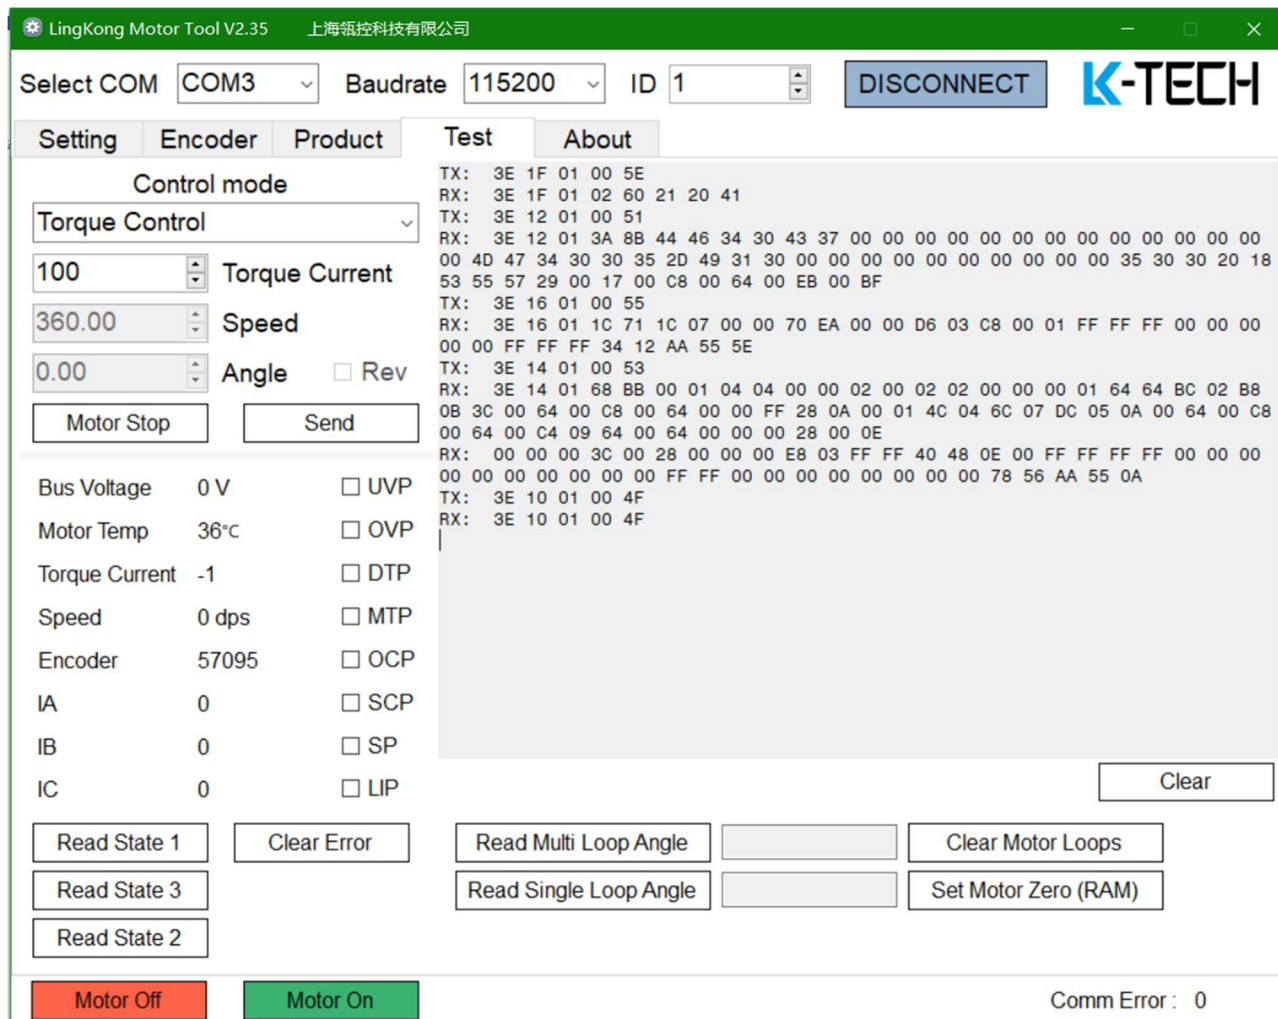 LingKong Motor Tool V2.35 上海瓴控科技有限公司
Select COM COM3 Baudrate 115200 ID 1 DISCONNECT K-TECH
Setting Encoder Product Test About
Control mode
Torque Control
100 Torque Current
360.00 Speed
0.00 Angle Rev
Motor Stop Send
Bus Voltage 0 V UVP
Motor Temp 36℃ OVP
Torque Current -1 DTP
Speed 0 dps MTP
Encoder 57095 OCP
IA 0 SCP
IB 0 SP
IC 0 LIP
TX: 3E 1F 01 00 5E
RX: 3E 1F 01 02 60 21 20 41
TX: 3E 12 01 00 51
RX: 3E 12 01 3A 8B 44 46 34 30 43 37 00 00 00 00 00 00 00 00 00 00 00 00 00
00 4D 47 34 30 30 35 2D 49 31 30 00 00 00 00 00 00 00 00 00 00 35 30 30 20 18
53 55 57 29 00 17 00 C8 00 64 00 EB 00 BF
TX: 3E 16 01 00 55
RX: 3E 16 01 1C 71 1C 07 00 00 70 EA 00 00 D6 03 C8 00 01 FF FF FF 00 00 00
00 00 FF FF FF 34 12 AA 55 5E
TX: 3E 14 01 00 53
RX: 3E 14 01 68 BB 00 01 04 04 00 00 02 00 02 02 00 00 00 01 64 64 BC 02 B8
0B 3C 00 64 00 C8 00 64 00 00 FF 28 0A 00 01 4C 04 6C 07 DC 05 0A 00 64 00 C8
00 64 00 C4 09 64 00 64 00 00 00 28 00 0E
RX: 00 00 00 3C 00 28 00 00 00 E8 03 FF FF 40 48 0E 00 FF FF FF FF 00 00 00
00 00 00 00 00 00 00 FF FF 00 00 00 00 00 00 00 00 78 56 AA 55 0A
TX: 3E 10 01 00 4F
RX: 3E 10 01 00 4F
Clear
Read State 1 Clear Error Read Multi Loop Angle Clear Motor Loops
Read State 3 Read Single Loop Angle Set Motor Zero (RAM)
Read State 2
Motor Off Motor On Comm Error : 0